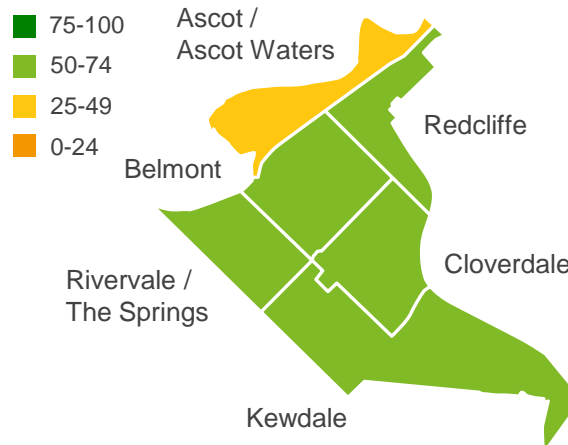 75-100
50-74
25-49
0-24
Ascot /
Ascot Waters
Redcliffe
Belmont
Cloverdale
Rivervale /
The Springs
Kewdale